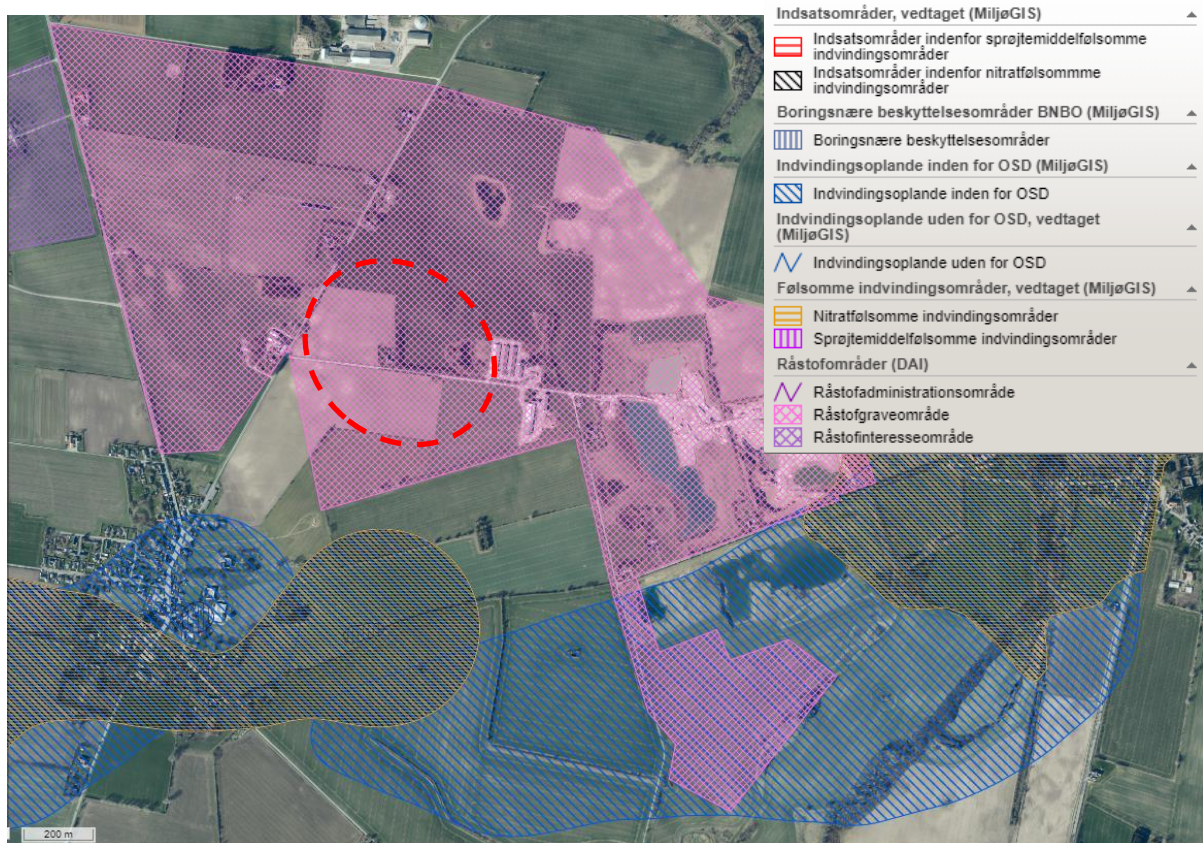 Indsatsområder, vedtaget (MiljøGIS)
Indsatsområder indenfor sprøjtemiddelfølsomme
indvindingsområder
Indsatsområder indenfor nitratfølsommme
indvindingsområder
Boringsnære beskyttelsesområder BNBO (MiljøGIS)
Boringsnære beskyttelsesområder
Indvindingsoplande inden for OSD (MiljøGIS)
Indvindingsoplande inden for OSD
Indvindingsoplande uden for OSD, vedtaget
(MiljøGIS)
Indvindingsoplande uden for OSD
Følsomme indvindingsområder, vedtaget (MiljøGIS)
Nitratfølsomme indvindingsområder
Sprøjtemiddelfølsomme indvindingsområder
Råstofområder (DAI)
Råstofadministrationsområde
Råstofgraveområde
Råstofinteresseområde
200 m